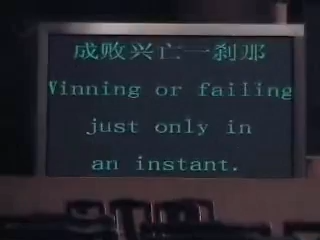 成败兴亡一刹那
Winning or failing
just only in
an instant.